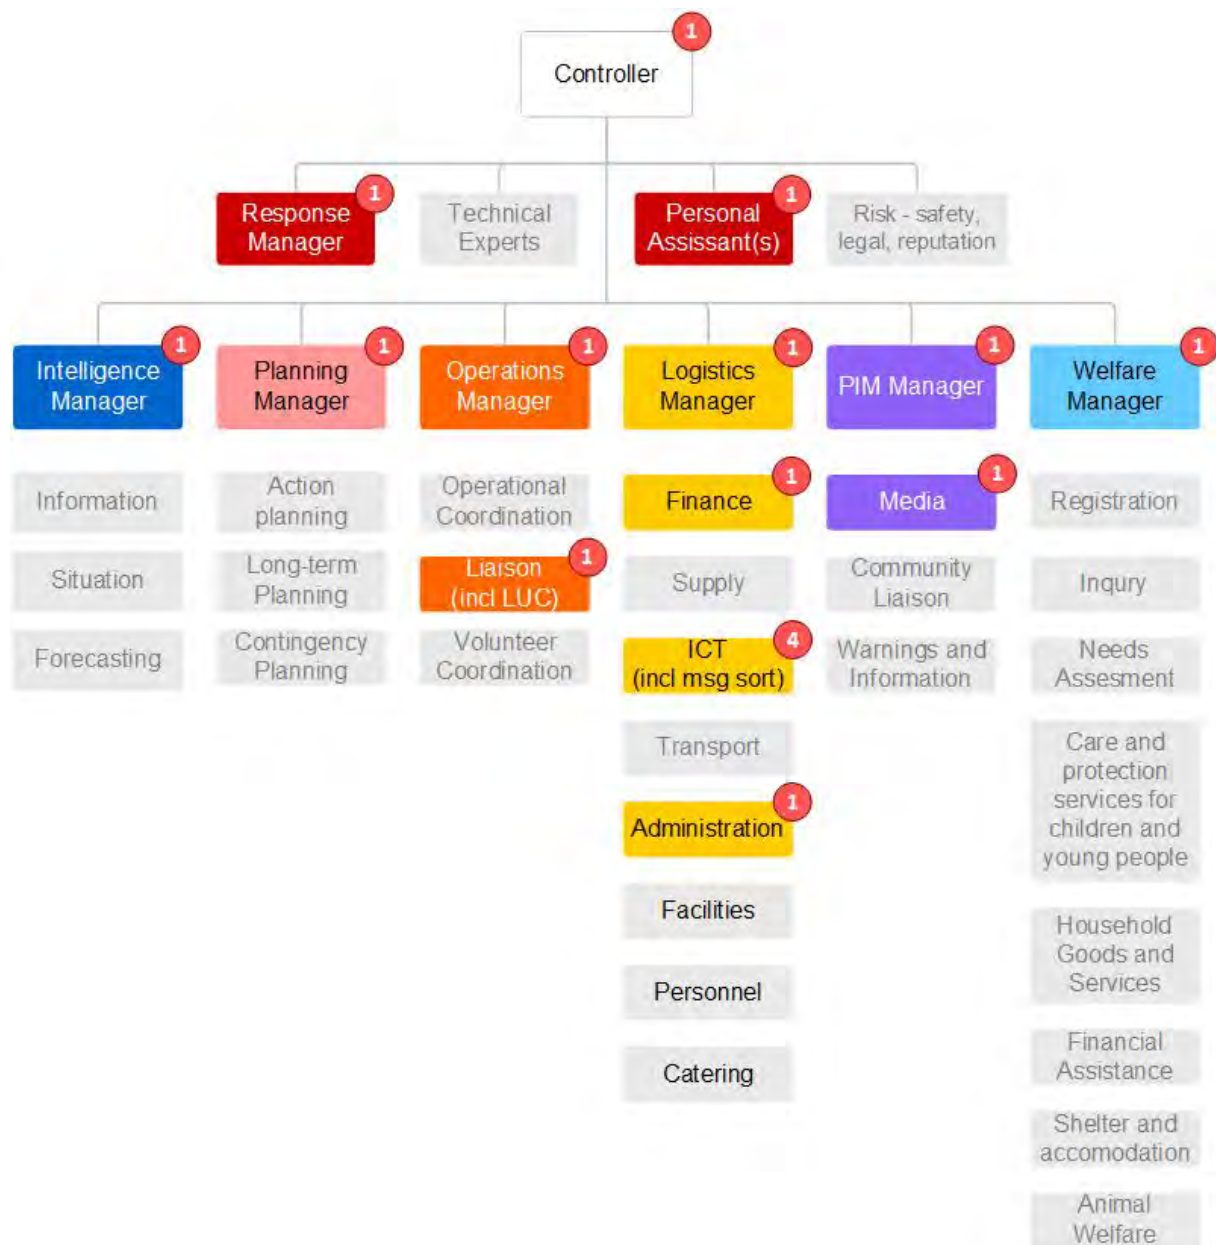 1
Controller
1
Response
Manager
Technical
Experts
1
Personal
Assissant(s)
Risk - safety,
legal, reputation
1
Intelligence
Manager
1
Planning
Manager
1
Operations
Manager
1
Logistics
Manager
1
PIM Manager
1
Welfare
Manager
Information
Situation
Forecasting
Action
planning
Long-term
Planning
Contingency
Planning
Operational
Coordination
1
Liaison
(incl LUC)
Volunteer
Coordination
1
Finance
Supply
4
ICT
(incl msg sort)
Transport
1
Administration
Facilities
Personnel
Catering
1
Media
Community
Liaison
Warnings and
Information
Registration
Inqury
Needs
Assesment
Care and
protection
services for
children and
young people
Household
Goods and
Services
Financial
Assistance
Shelter and
accomodation
Animal
Welfare